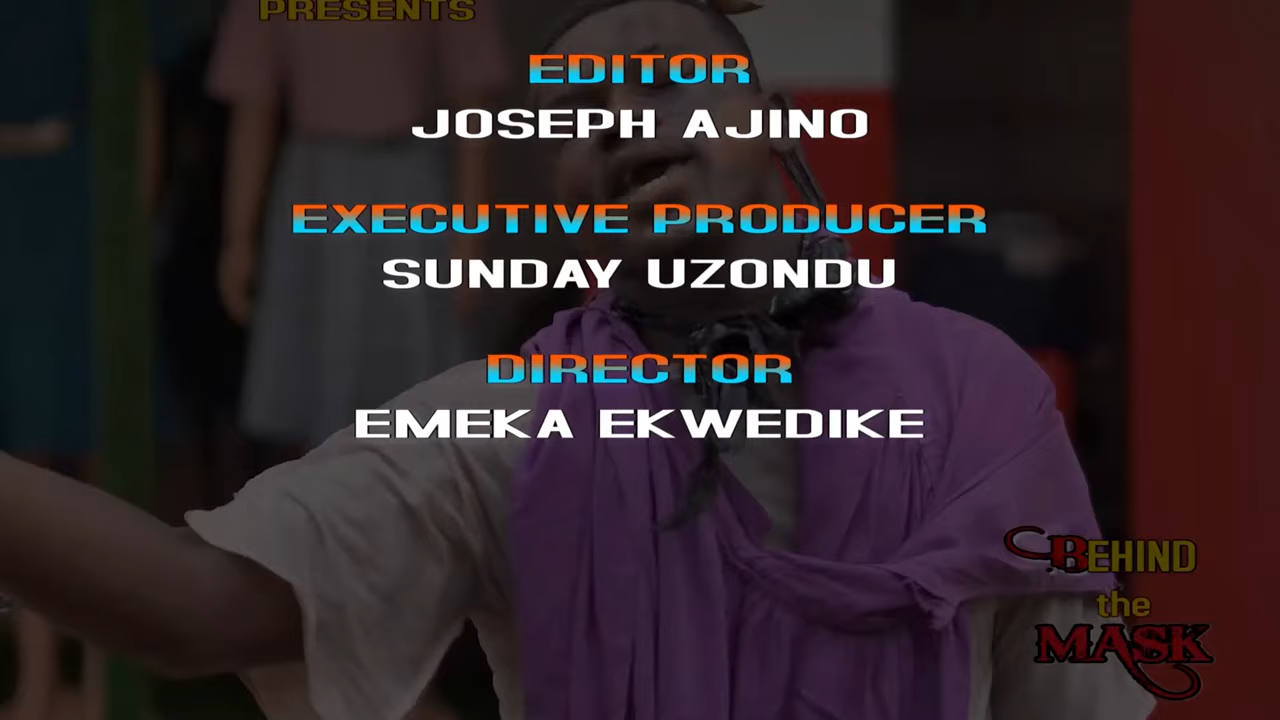 PRESENTS
EDITOR
JOSEPH AJINO
EXECUTIVE PRODUCER
SUNDAY UZONDU
DIRECTOR
EMEKA EKWEDIKE
BEHIND
the
MASK